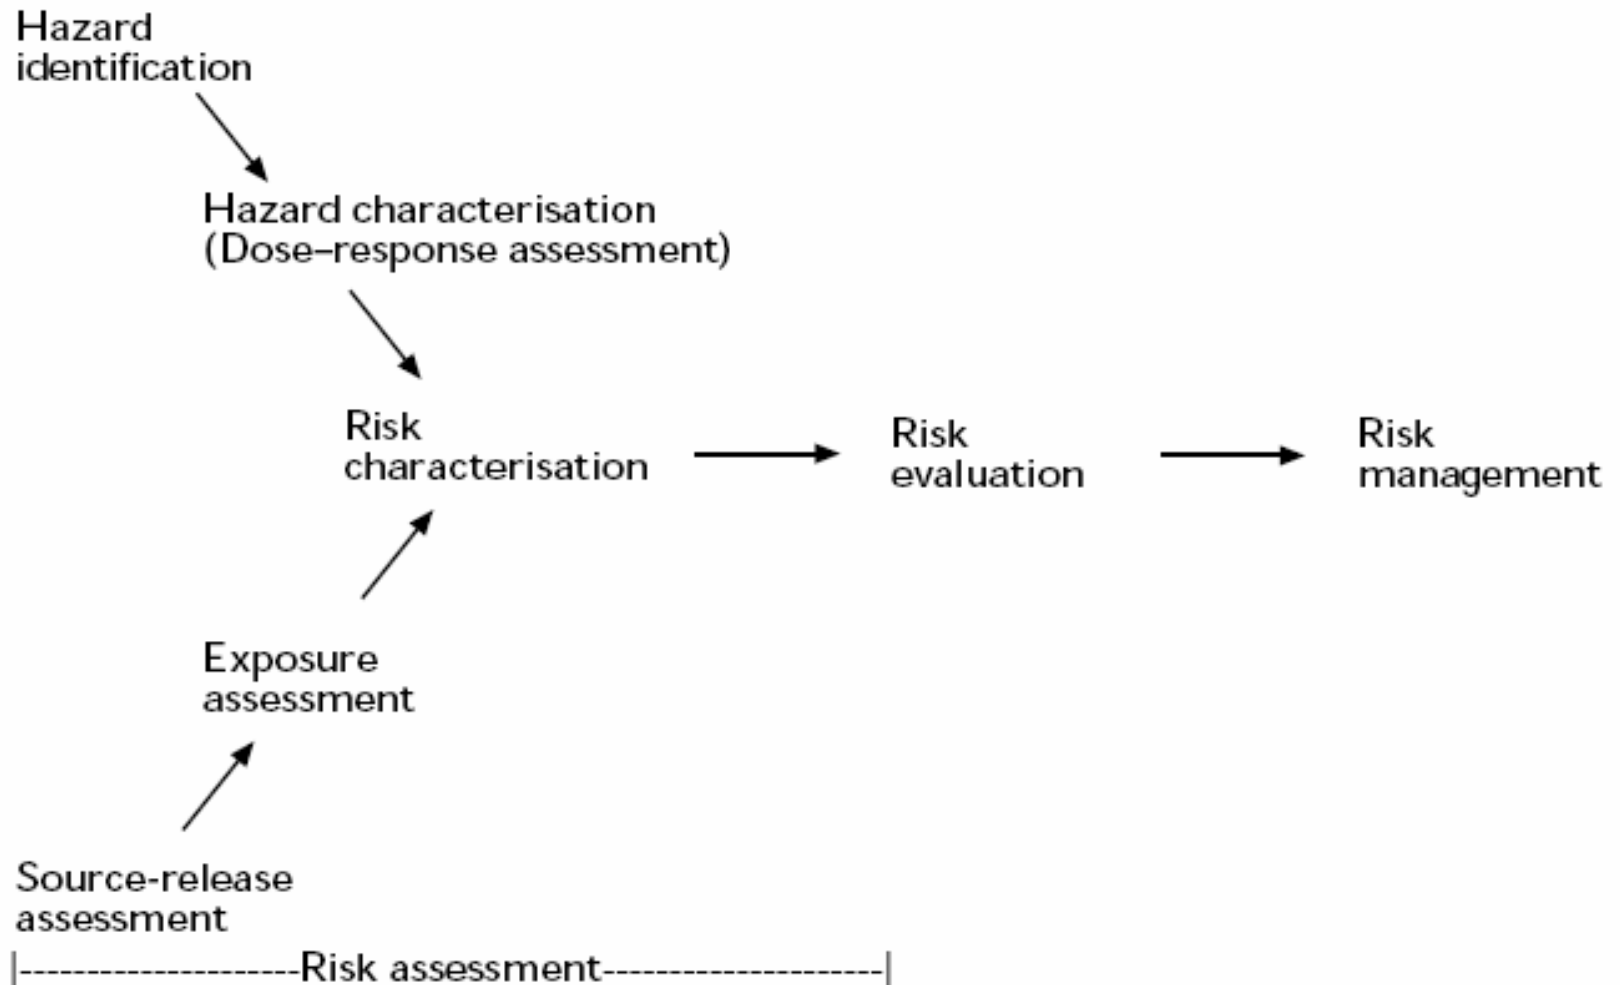 Hazard
identification
Hazard characterisation
(Dose–response assessment)
Risk
characterisation
Risk
evaluation
Risk
management
Exposure
assessment
Source-release
assessment
|---------------------Risk assessment---------------------|